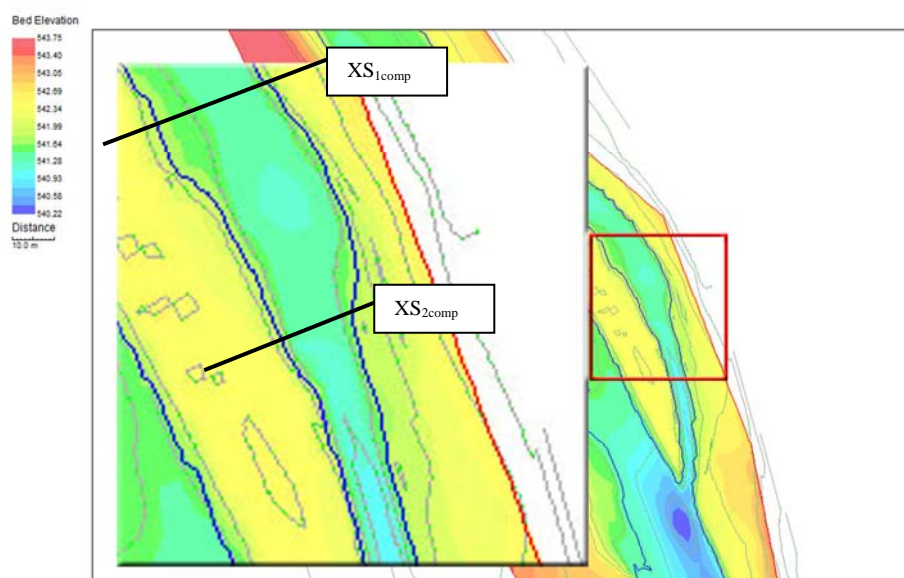 Bed Elevation
543.75
543.40
543.05
542.69
542.34
541.99
541.64
541.28
540.93
540.58
540.22
Distance
10.0 m
XS1comp
XS2comp